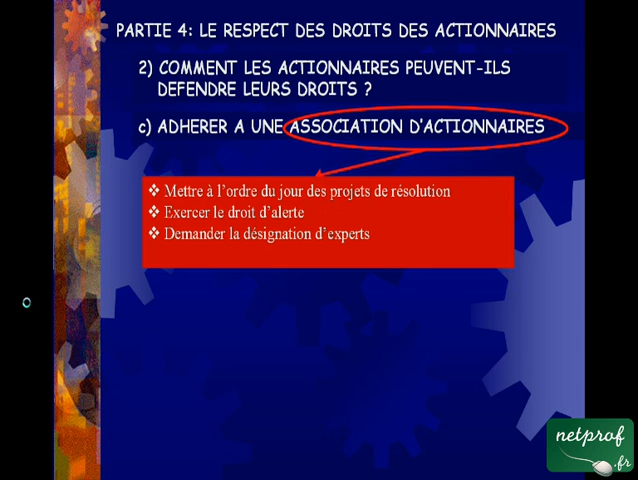 PARTIE 4: LE RESPECT DES DROITS DES ACTIONNAIRES
2) COMMENT LES ACTIONNAIRES PEUVENT-ILS
DEFENDRE LEURS DROITS ?
c) ADHERER A UNE ASSOCIATION D'ACTIONNAIRES
❖ Mettre à l'ordre du jour des projets de résolution
❖ Exercer le droit d'alerte
❖ Demander la désignation d'experts
netprof
.fr